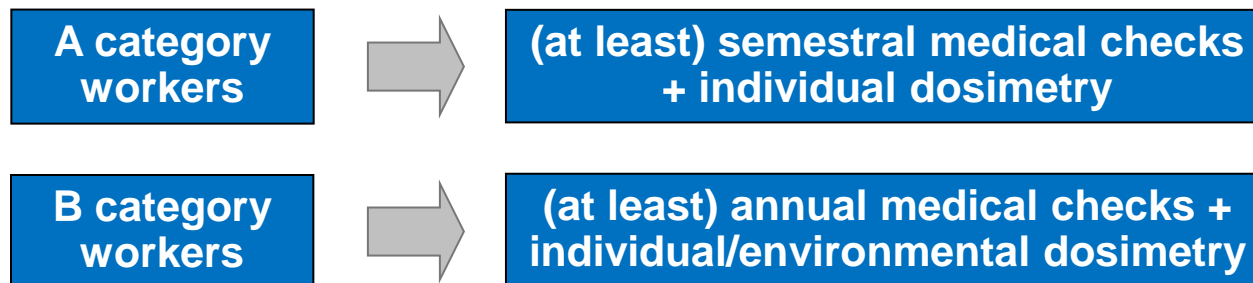 A category
workers
(at least) semestral medical checks
+ individual dosimetry
B category
workers
(at least) annual medical checks +
individual/environmental dosimetry